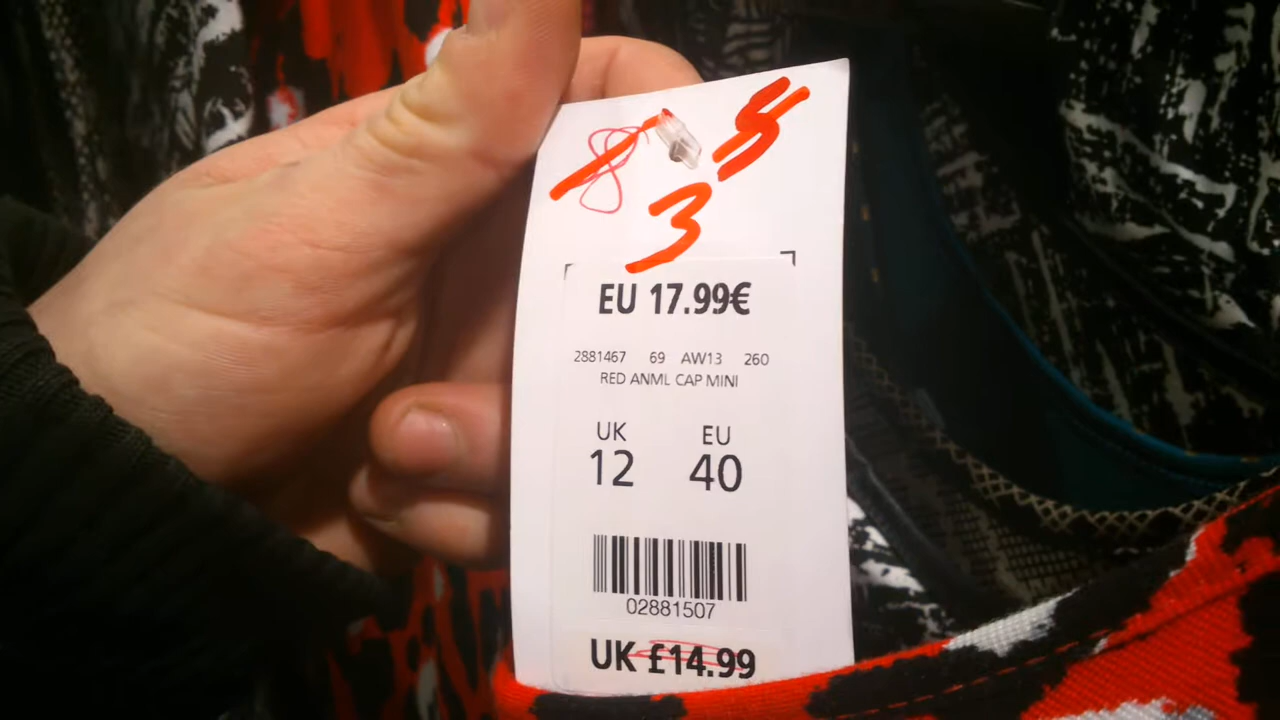 8 5
3
EU 17.99€
2881467 69 AW13 260
RED ANML CAP MINI
UK EU
12 40
02881507
UK £14.99